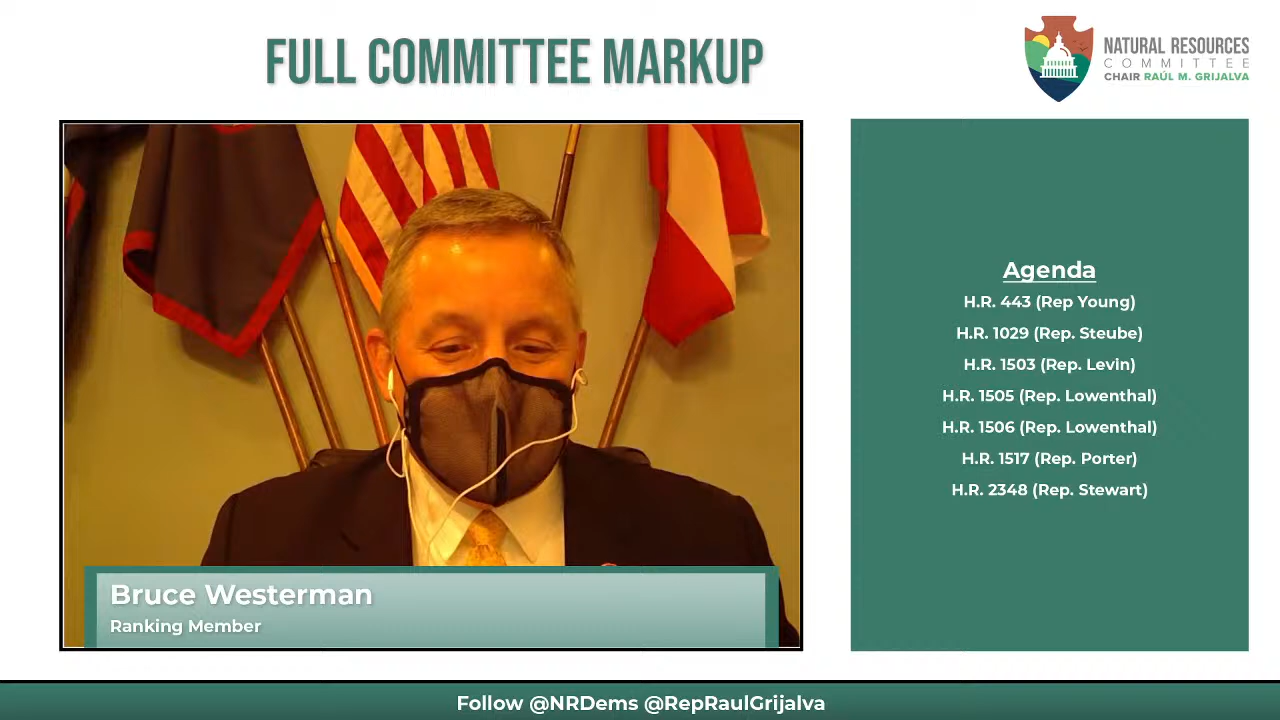 FULL COMMITTEE MARKUP
NATURAL RESOURCES
COMMITTEE
CHAIR RAÚL M. GRIJALVA
Agenda
H.R. 443 (Rep Young)
H.R. 1029 (Rep. Steube)
H.R. 1503 (Rep. Levin)
H.R. 1505 (Rep. Lowenthal)
H.R. 1506 (Rep. Lowenthal)
H.R. 1517 (Rep. Porter)
H.R. 2348 (Rep. Stewart)
Bruce Westerman
Ranking Member
Follow @NRDems @RepRaulGrijalva